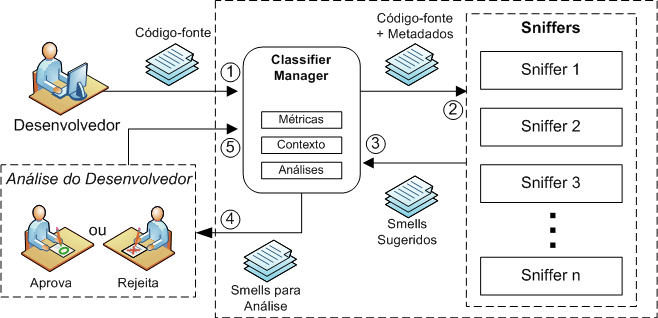 Código-fonte
Desenvolvedor
1
Classifier
Manager
Métricas
Contexto
Análises
Código-fonte
+ Metadados
2
Sniffers
Sniffer 1
Sniffer 2
Sniffer 3
Sniffer n
3
Smells
Sugeridos
4
Smells para
Análise
5
Análise do Desenvolvedor
ou
Aprova
Rejeita